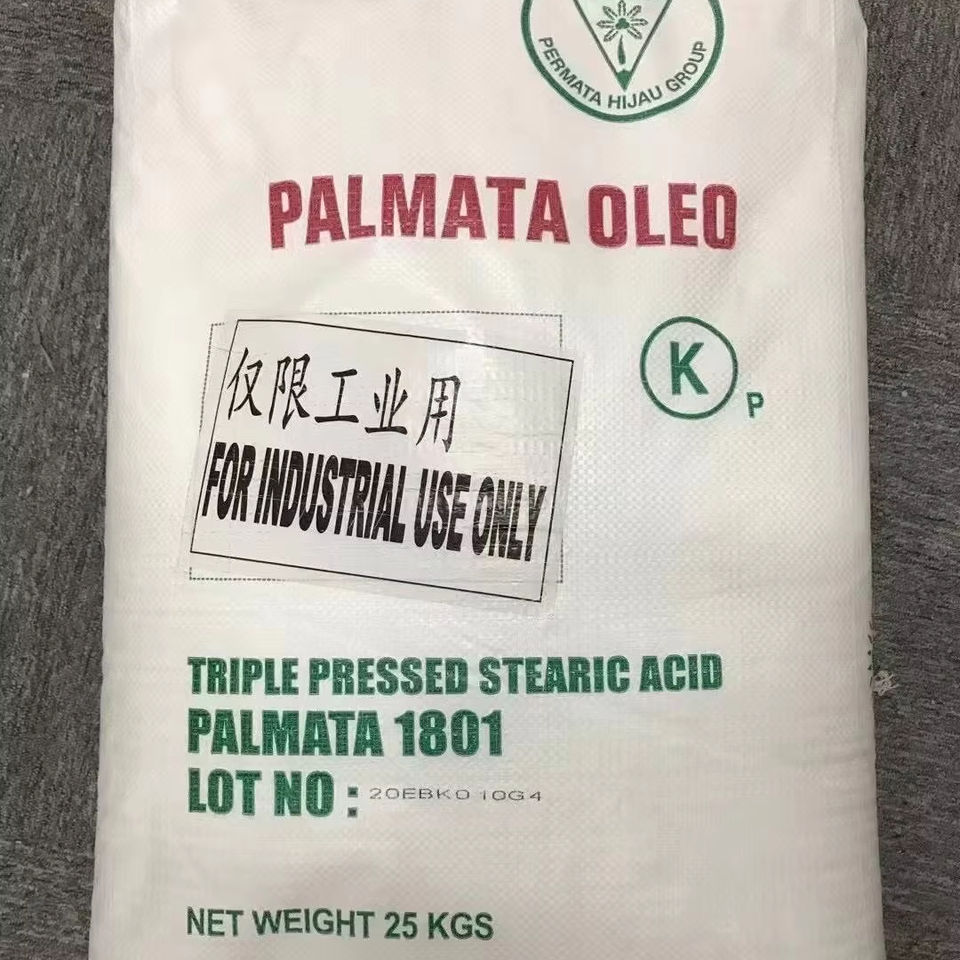 PERMATA HIJAU GROUP
PALMATA OLEO
K
P
仅限工业用
FOR INDUSTRIAL USE ONLY
TRIPLE PRESSED STEARIC ACID
PALMATA 1801
LOT NO : 20EBK010G4
NET WEIGHT 25 KGS